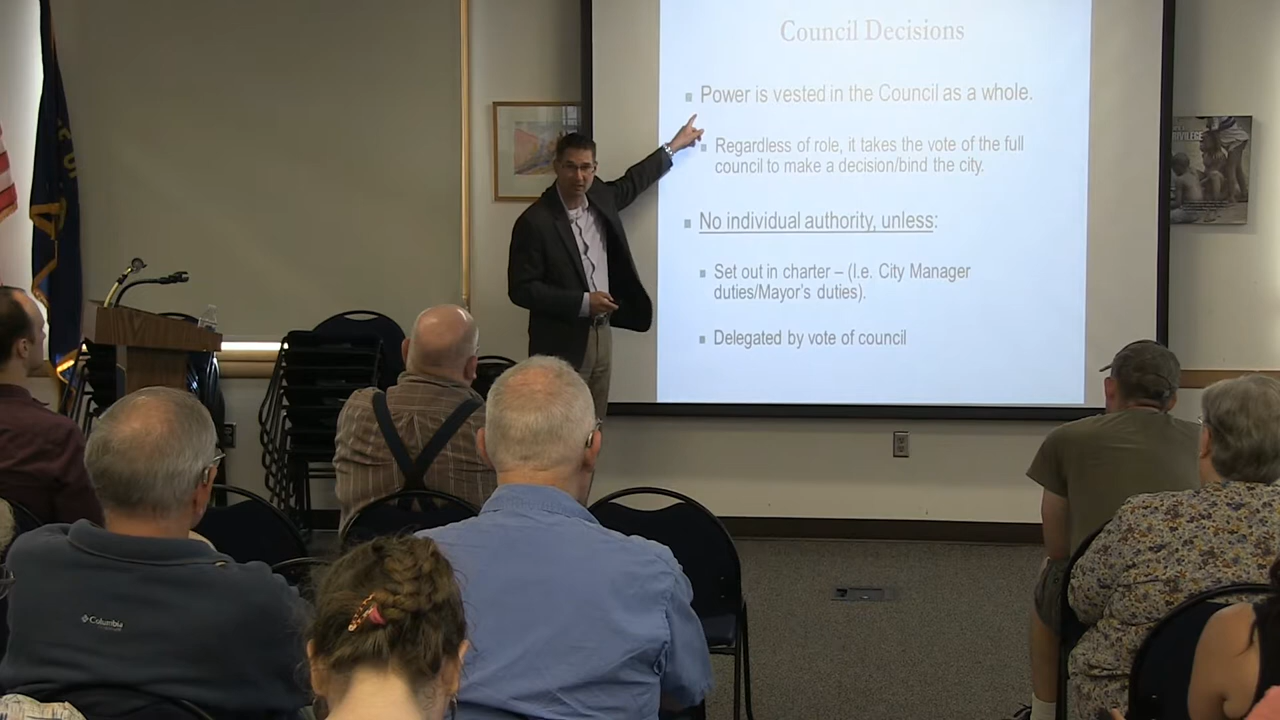 Council Decisions
Power is vested in the Council as a whole.
Regardless of role, it takes the vote of the full
council to make a decision/bind the city.
No individual authority, unless:
Set out in charter – (I.e. City Manager
duties/Mayor's duties).
Delegated by vote of council
Columbia